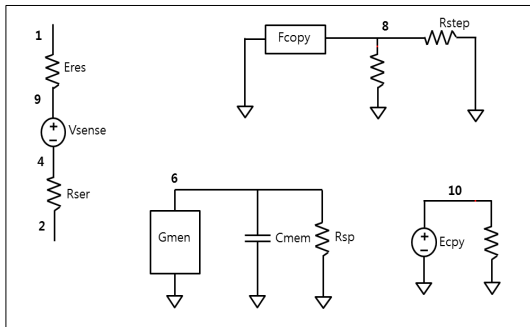 1
Eres
9
Vsense
4
Rser
2
Fcopy
8
Rstep
6
Gmen
Cmem
Rsp
10
Ecpy